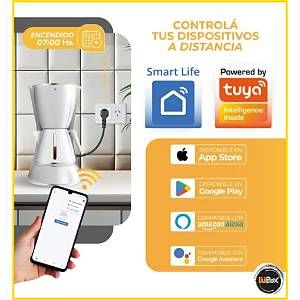 ENCENDIDO
07:00 Hs.
CONTROLÁ
TUS DISPOSITIVOS
A DISTANCIA
Smart Life
Powered by
tuya
Intelligence
Inside
DISPONIBLE EN
App Store
DISPONIBLE EN
Google Play
COMPATIBLE CON
amazon alexa
COMPATIBLE CON
Google Assistant